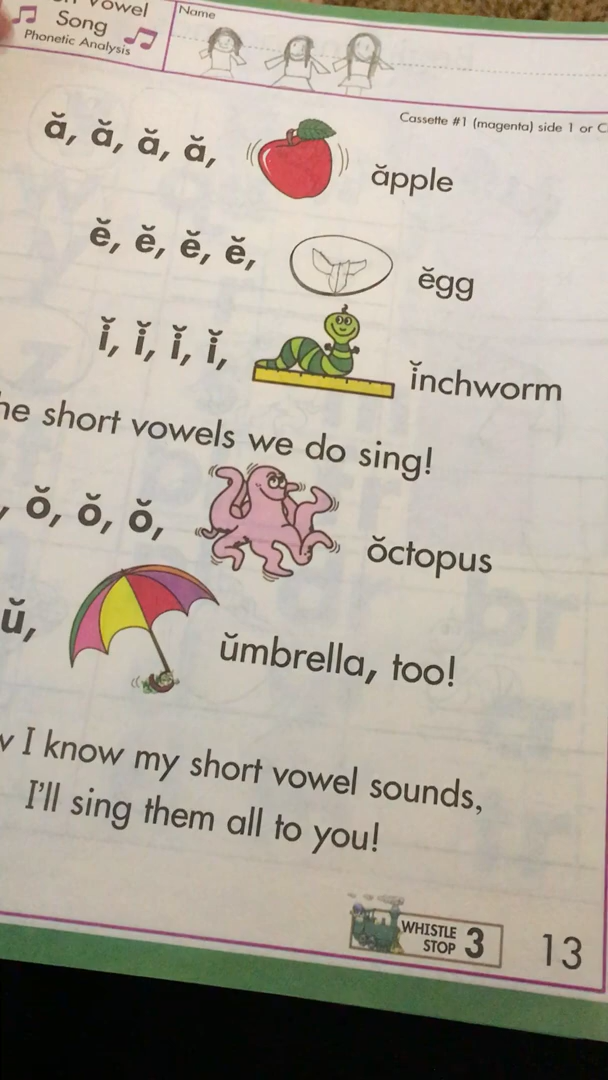 Vowel
Song
Phonetic Analysis
Name
Cassette #1 (magenta) side 1 or
ă, ă, ă, ă, ăpple
ĕ, ĕ, ĕ, ĕ, ĕgg
ĭ, ĭ, ĭ, ĭ, ĭnchworm
short vowels we do sing!
, ŏ, ŏ, ŏ, ŏctopus
ŭ, ŭmbrella, too!
I know my short vowel sounds,
I'll sing them all to you!
WHISTLE
STOP 3
13